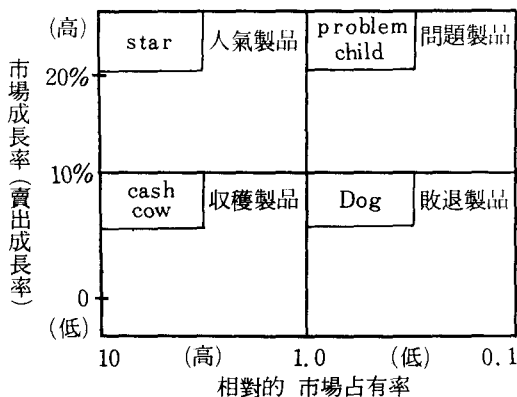 (高)
star
人氣製品
problem
child
問題製品
20%
市場成長率(賣出成長率)
10%
cash
cow
収穫製品
Dog
敗退製品
0
(低)
10 (高) 1.0 (低) 0.1
相對的 市場占有率